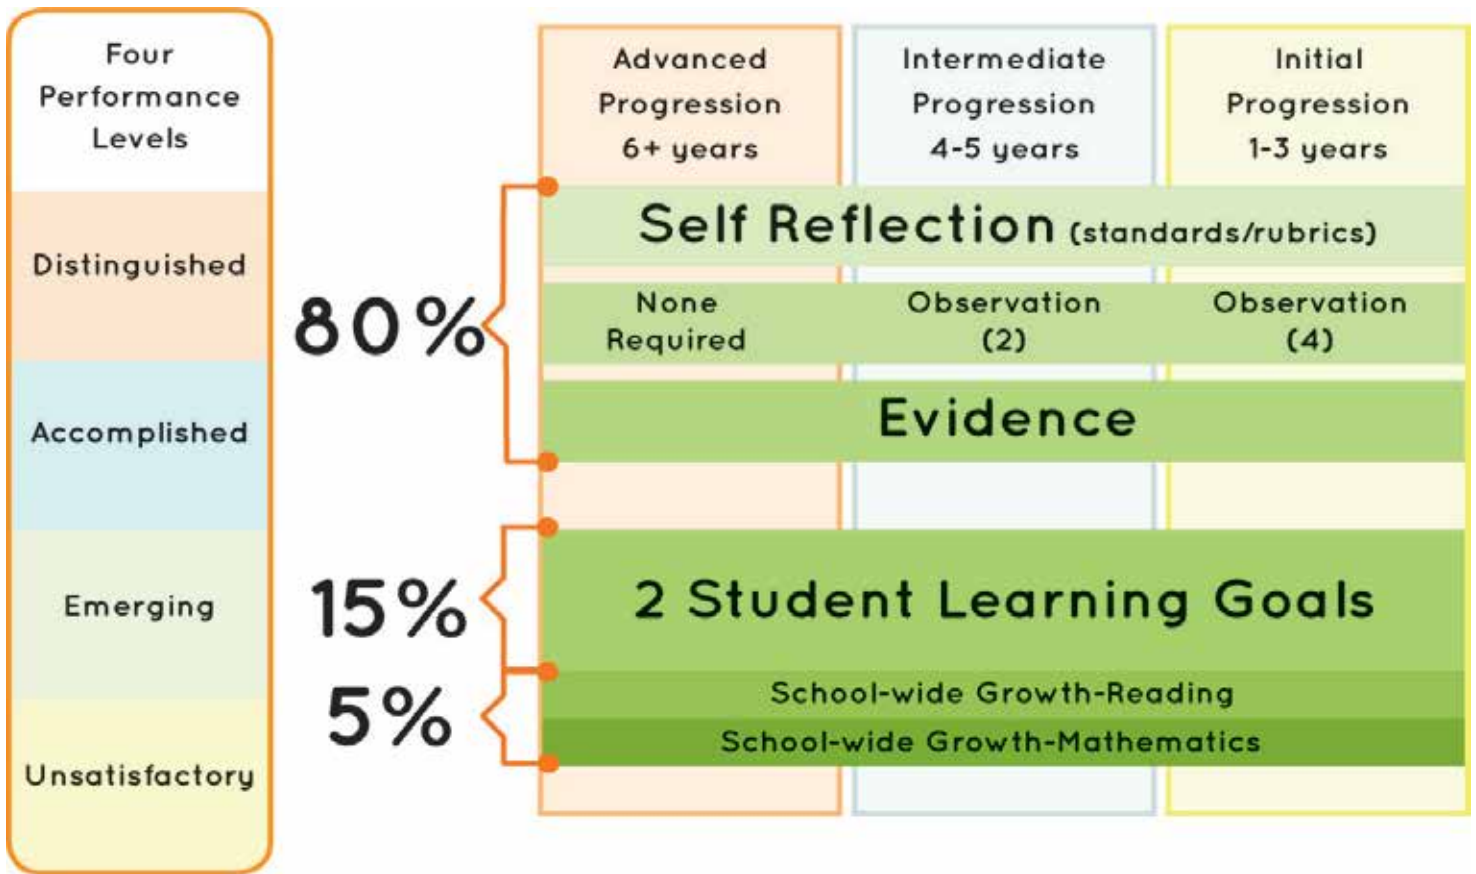 Four
Performance
Levels
Distinguished
Accomplished
Emerging
Unsatisfactory
80%
15%
5%
Advanced
Progression
6+ years
Intermediate
Progression
4-5 years
Initial
Progression
1-3 years
Self Reflection (standards/rubrics)
None
Required
Observation
(2)
Observation
(4)
Evidence
2 Student Learning Goals
School-wide Growth-Reading
School-wide Growth-Mathematics